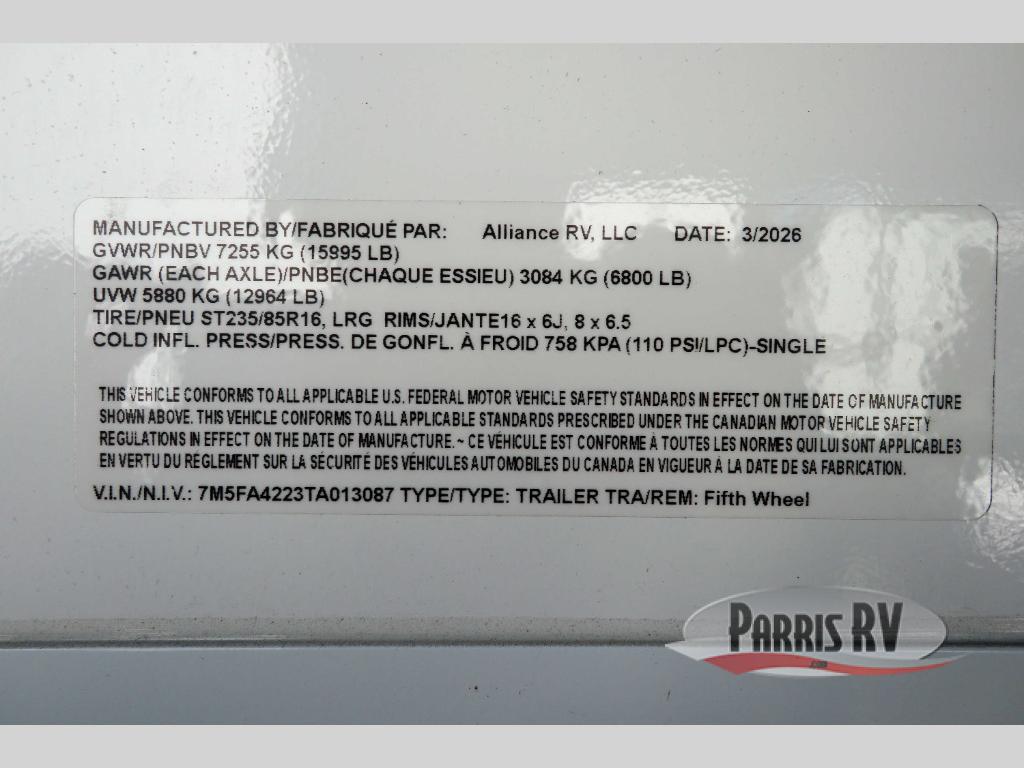 MANUFACTURED BY/FABRIQUÉ PAR: Alliance RV, LLC DATE: 3/2026
GVWR/PNBV 7255 KG (15995 LB)
GAWR (EACH AXLE)/PNBE(CHAQUE ESSIEU) 3084 KG (6800 LB)
UVW 5880 KG (12964 LB)
TIRE/PNEU ST235/85R16, LRG RIMS/JANTE16 x 6J, 8 x 6.5
COLD INFL. PRESS/PRESS. DE GONFL. À FROID 758 KPA (110 PSI/LPC)-SINGLE
THIS VEHICLE CONFORMS TO ALL APPLICABLE U.S. FEDERAL MOTOR VEHICLE SAFETY STANDARDS IN EFFECT ON THE DATE OF MANUFACTURE
SHOWN ABOVE. THIS VEHICLE CONFORMS TO ALL APPLICABLE STANDARDS PRESCRIBED UNDER THE CANADIAN MOTOR VEHICLE SAFETY
REGULATIONS IN EFFECT ON THE DATE OF MANUFACTURE. ~ CE VÉHICULE EST CONFORME À TOUTES LES NORMES QUI LUI SONT APPLICABLES
EN VERTU DU RÈGLEMENT SUR LA SÉCURITÉ DES VÉHICULES AUTOMOBILES DU CANADA EN VIGUEUR À LA DATE DE SA FABRICATION.
V.I.N./N.I.V.: 7M5FA4223TA013087 TYPE/TYPE: TRAILER TRA/REM: Fifth Wheel
PARRIS RV
.com